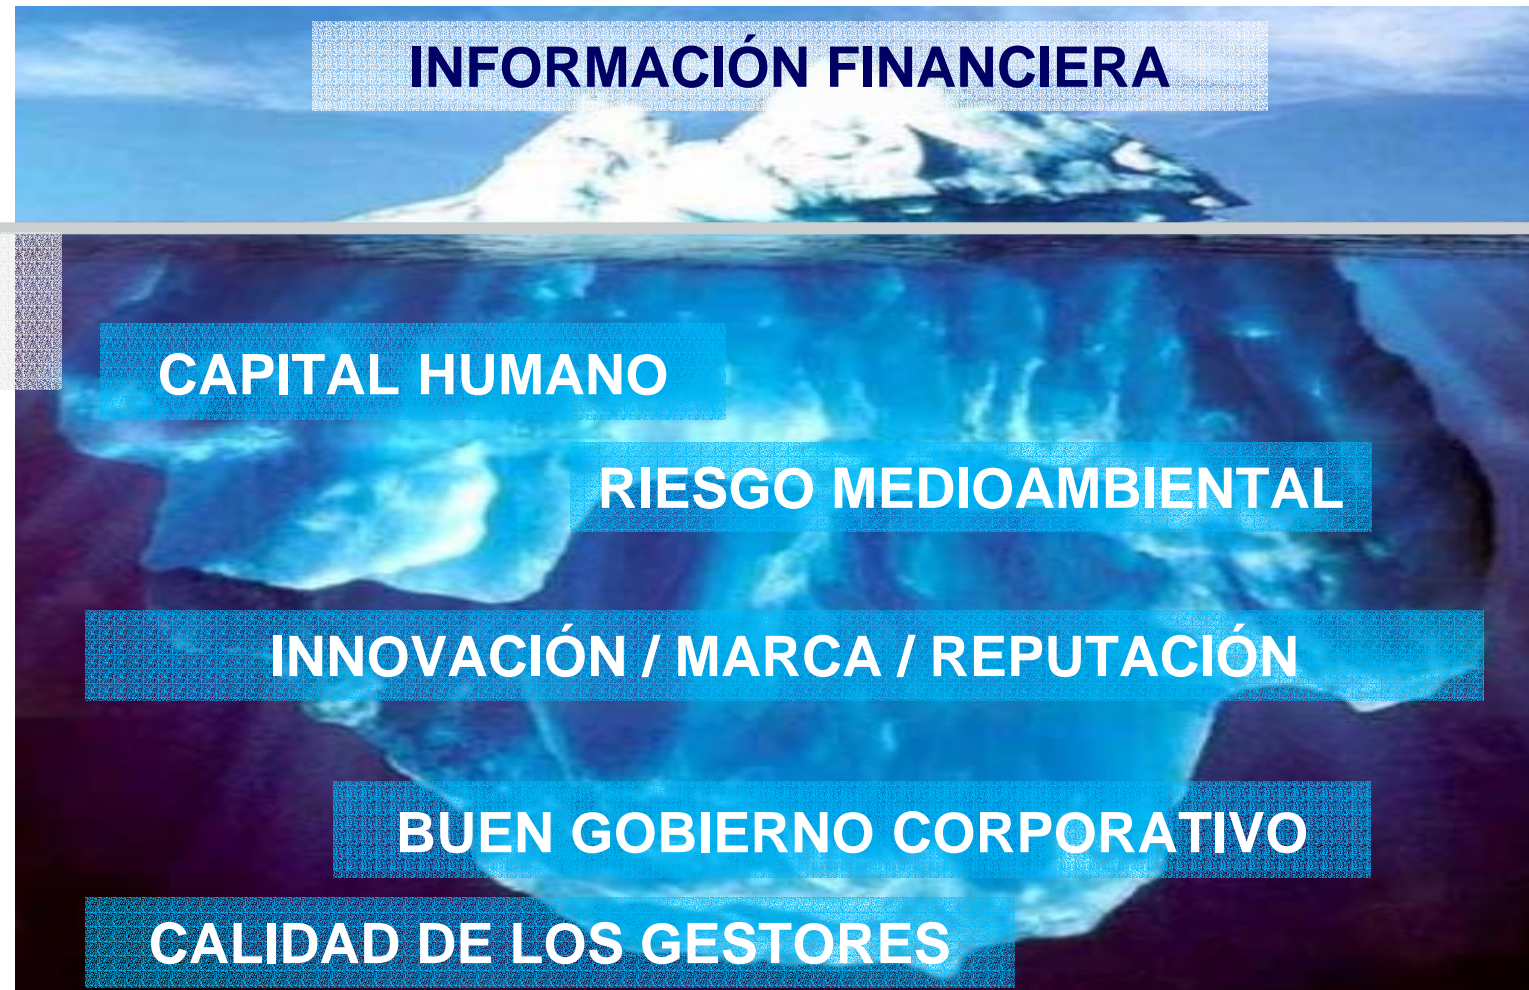 INFORMACIÓN FINANCIERA
CAPITAL HUMANO
RIESGO MEDIOAMBIENTAL
INNOVACIÓN / MARCA / REPUTACIÓN
BUEN GOBIERNO CORPORATIVO
CALIDAD DE LOS GESTORES